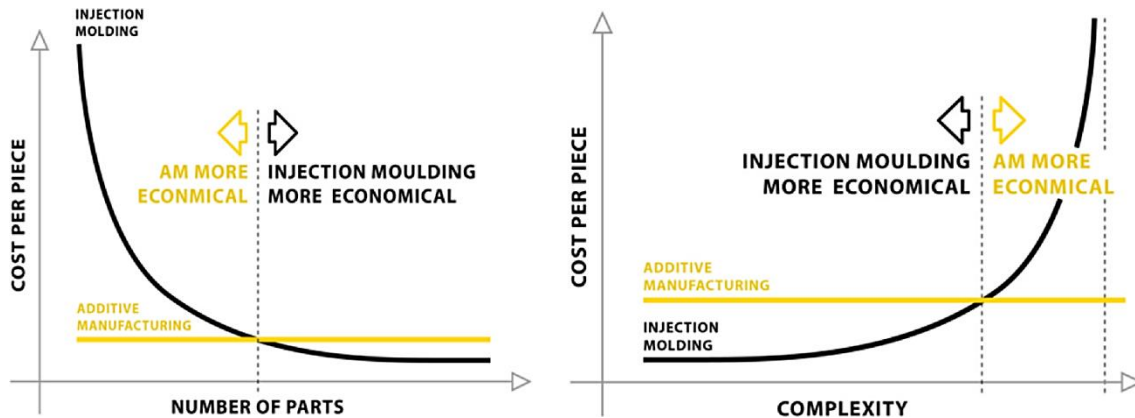 INJECTION
MOLDING
COST PER PIECE
AM MORE
ECONMICAL
INJECTION MOULDING
MORE ECONOMICAL
ADDITIVE
MANUFACTURING
NUMBER OF PARTS
COST PER PIECE
INJECTION MOULDING
MORE ECONOMICAL
AM MORE
ECONMICAL
ADDITIVE
MANUFACTURING
INJECTION
MOLDING
COMPLEXITY